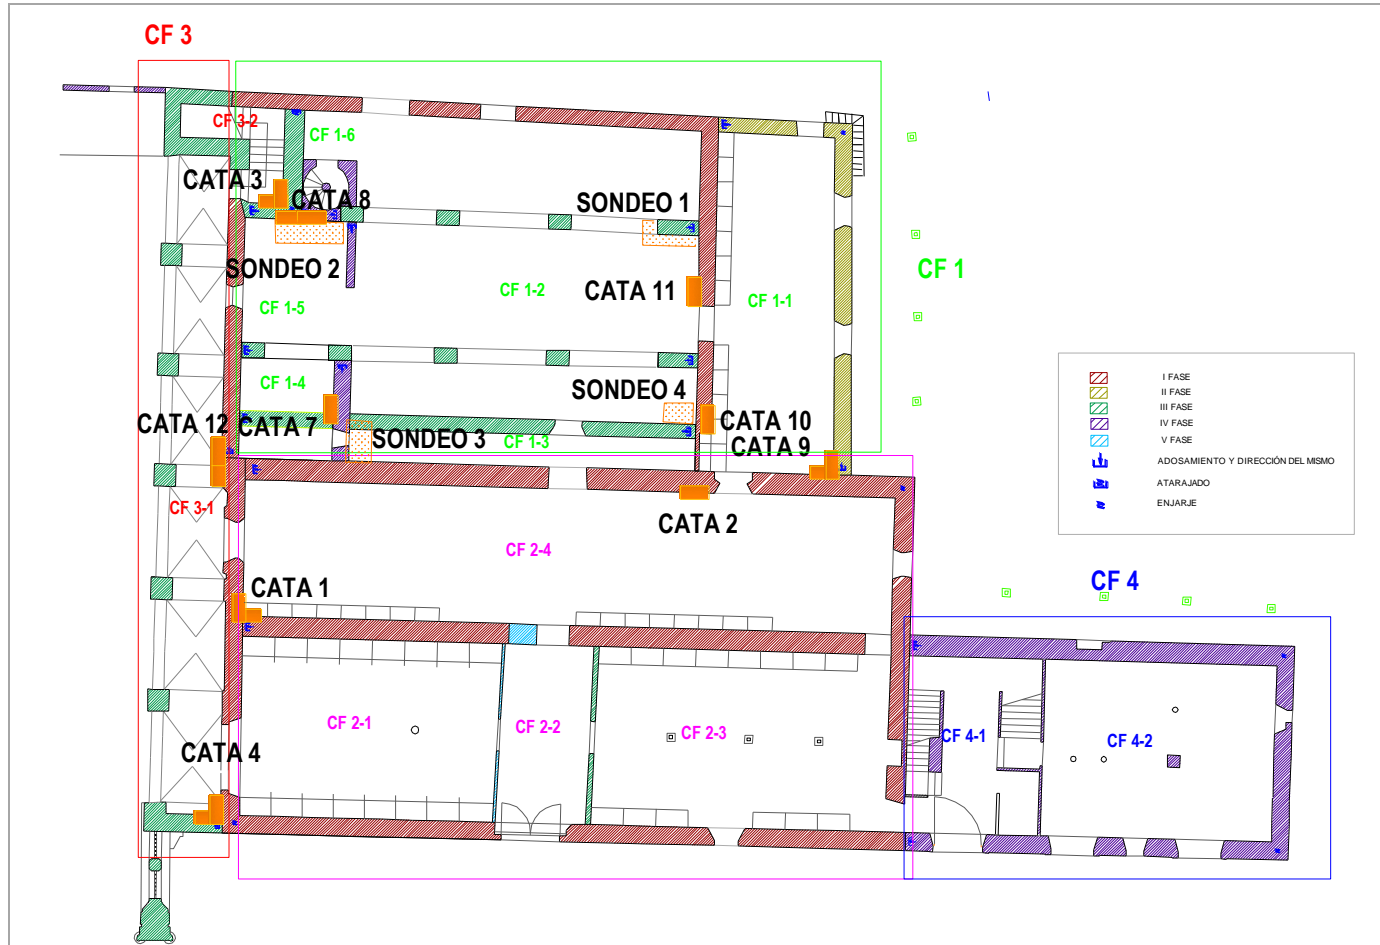 CF 3
CF 3-2
CF 1-6
CATA 3
CATA 8
SONDEO 1
SONDEO 2
CF 1
CATA 11
CF 1-2
CF 1-1
CF 1-5
CF 1-4
SONDEO 4
CATA 12
CATA 7
SONDEO 3
CF 1-3
CATA 10
CATA 9
I FASE
II FASE
III FASE
IV FASE
V FASE
ADOSAMIENTO Y DIRECCIÓN DEL MISMO
ATARAJADO
ENJARJE
CF 3-1
CATA 2
CF 2-4
CATA 1
CF 4
CF 2-1
CF 2-2
CF 2-3
CF 4-1
CF 4-2
CATA 4